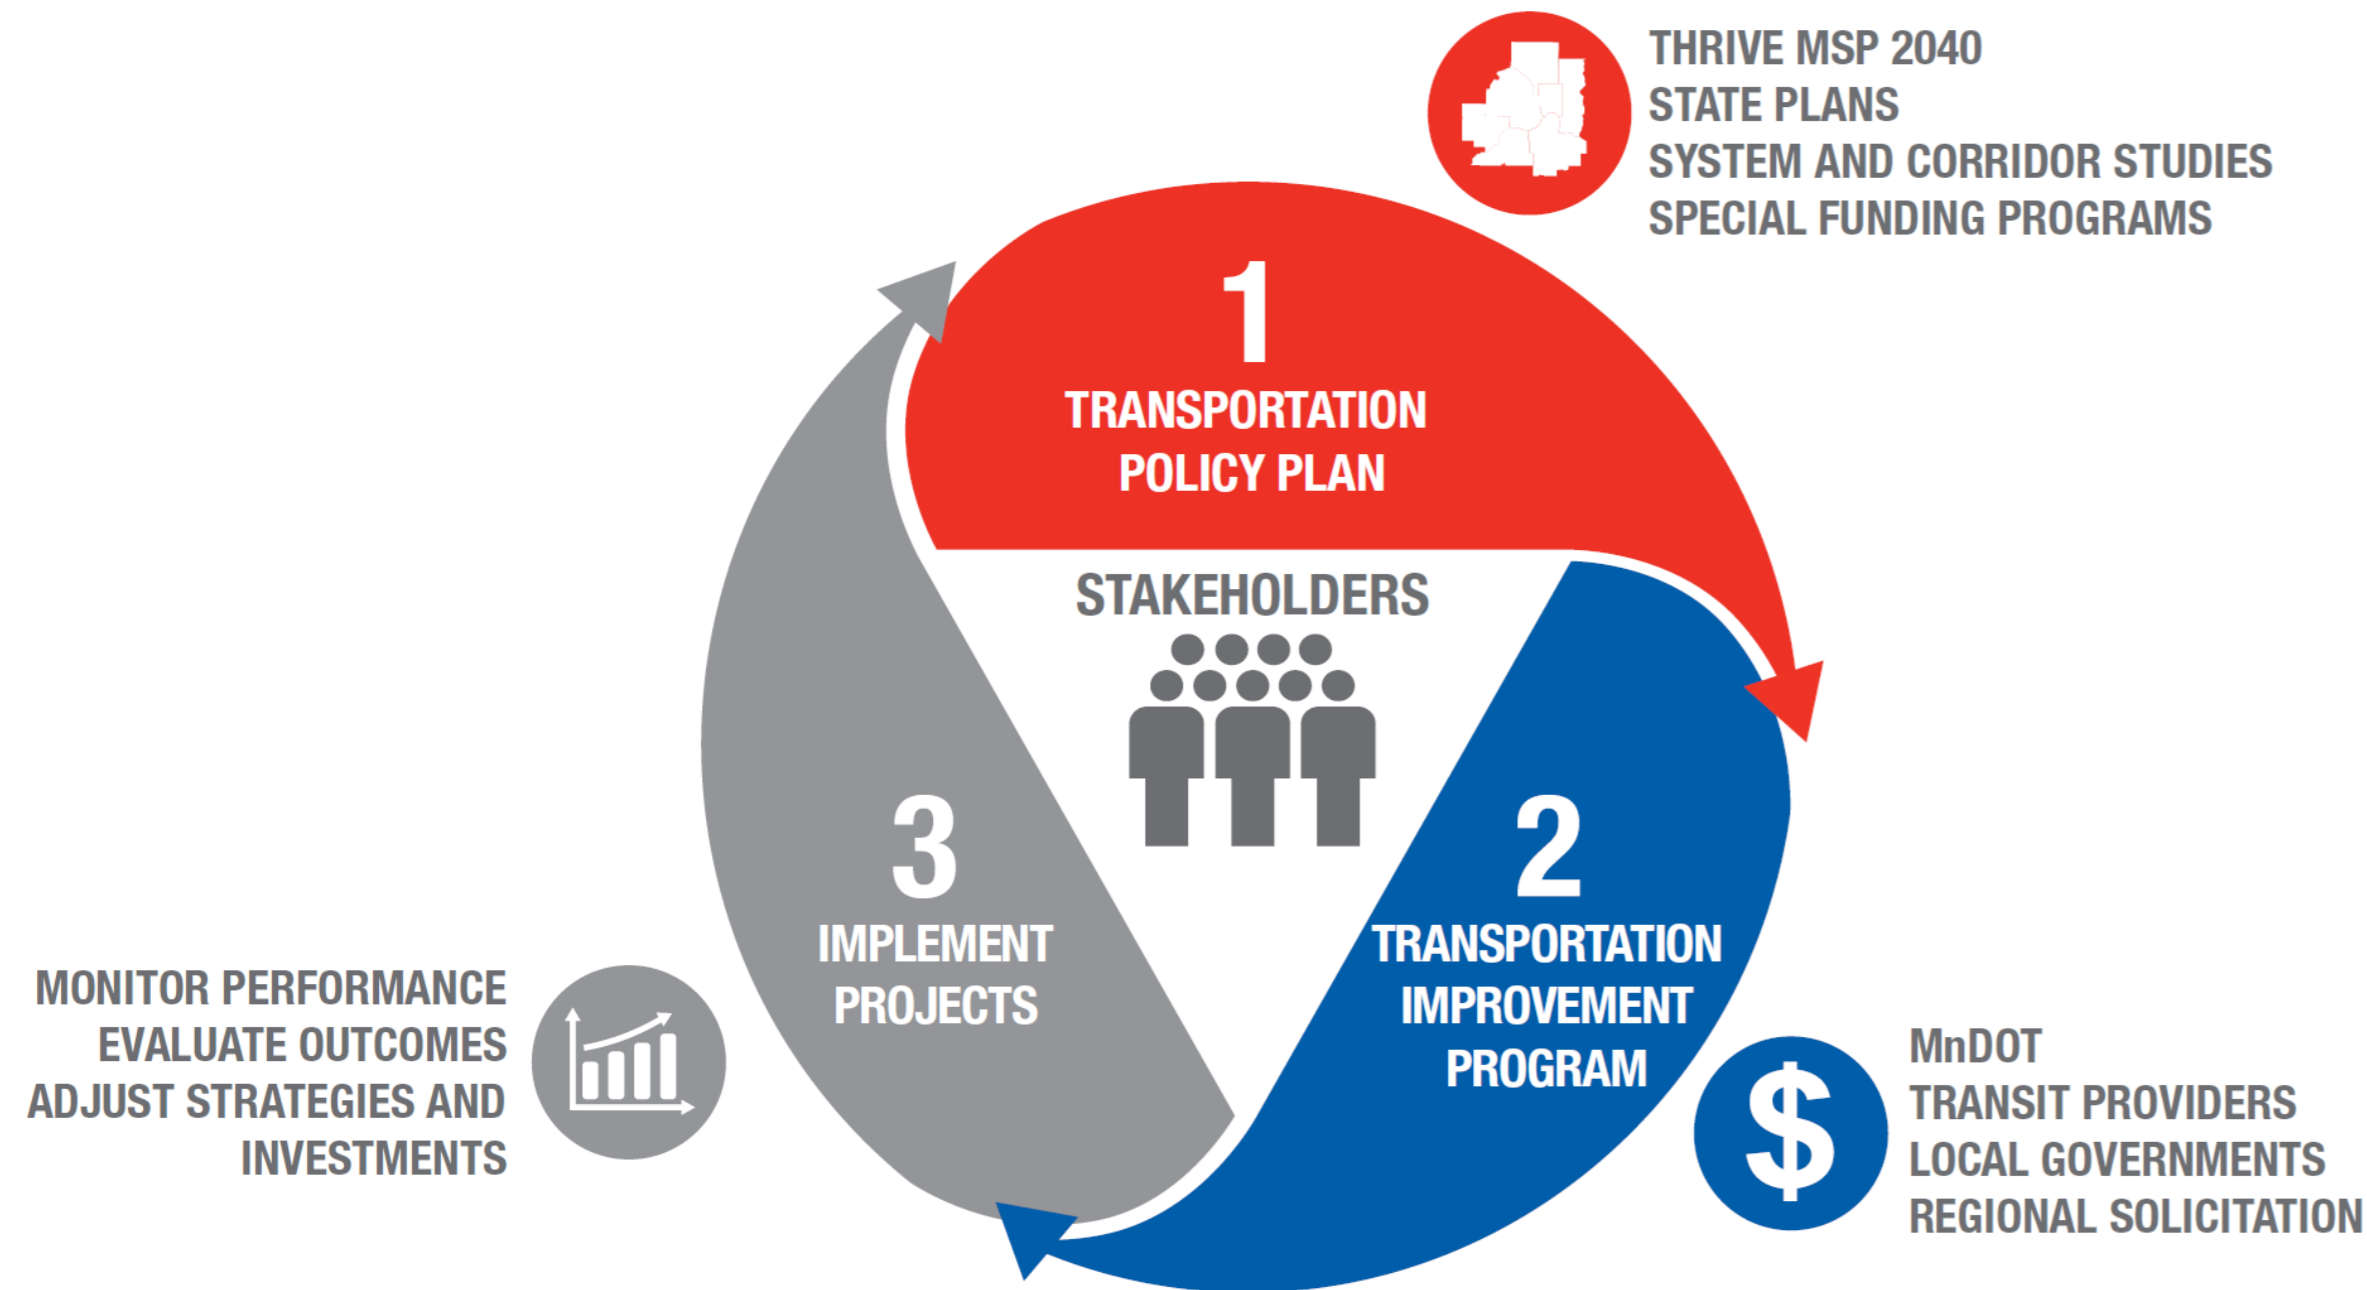 THRIVE MSP 2040
STATE PLANS
SYSTEM AND CORRIDOR STUDIES
SPECIAL FUNDING PROGRAMS
1
TRANSPORTATION
POLICY PLAN
STAKEHOLDERS
2
TRANSPORTATION
IMPROVEMENT
PROGRAM
$
MnDOT
TRANSIT PROVIDERS
LOCAL GOVERNMENTS
REGIONAL SOLICITATION
3
IMPLEMENT
PROJECTS
MONITOR PERFORMANCE
EVALUATE OUTCOMES
ADJUST STRATEGIES AND
INVESTMENTS